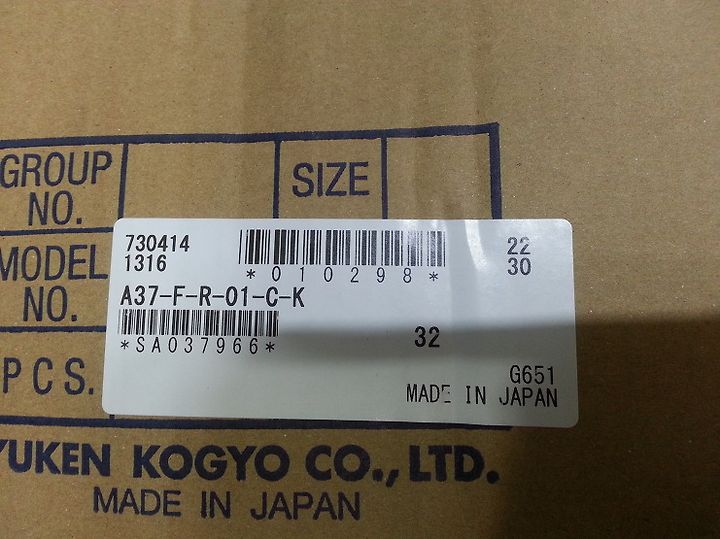 GROUP NO.
SIZE
MODEL NO.
PCS.
730414
1316
*010298*
22
30
A37-F-R-01-C-K
*SA037966*
32
G651
MADE IN JAPAN
YUKEN KOGYO CO., LTD.
MADE IN JAPAN